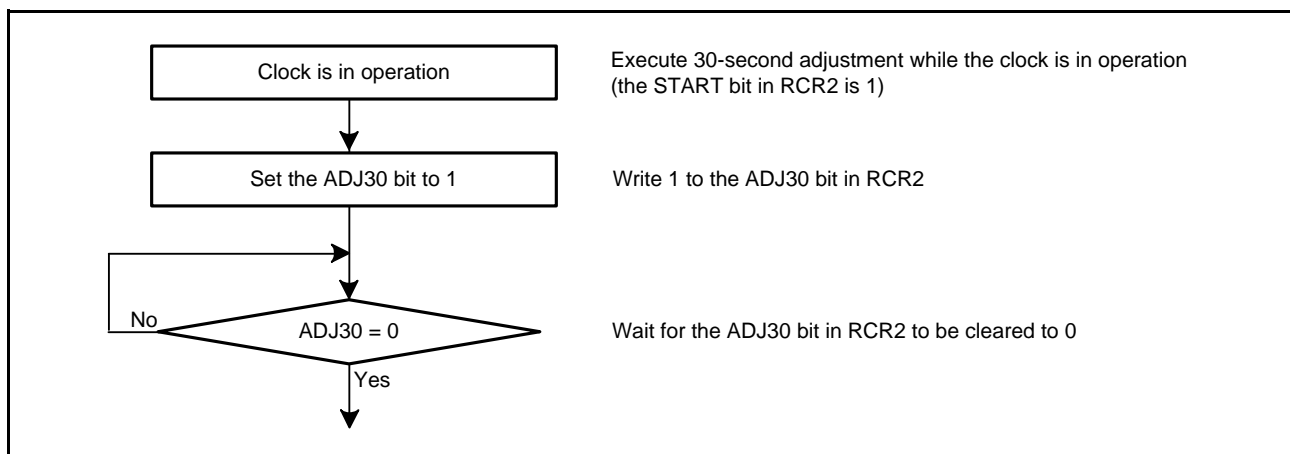 Clock is in operation
Execute 30-second adjustment while the clock is in operation
(the START bit in RCR2 is 1)
Set the ADJ30 bit to 1
Write 1 to the ADJ30 bit in RCR2
No
ADJ30 = 0
Wait for the ADJ30 bit in RCR2 to be cleared to 0
Yes